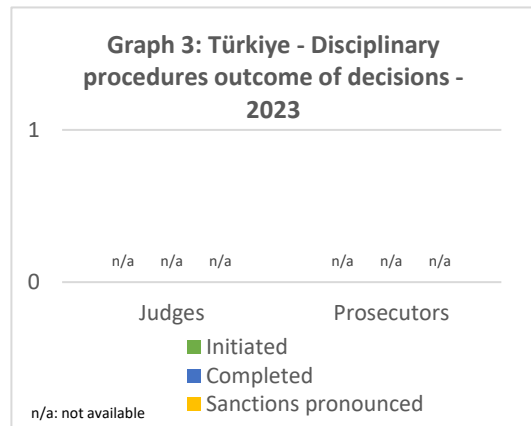 Graph 3: Türkiye - Disciplinary
procedures outcome of decisions -
2023
1
n/a n/a n/a n/a n/a n/a
0
Judges Prosecutors
Initiated
Completed
Sanctions pronounced
n/a: not available